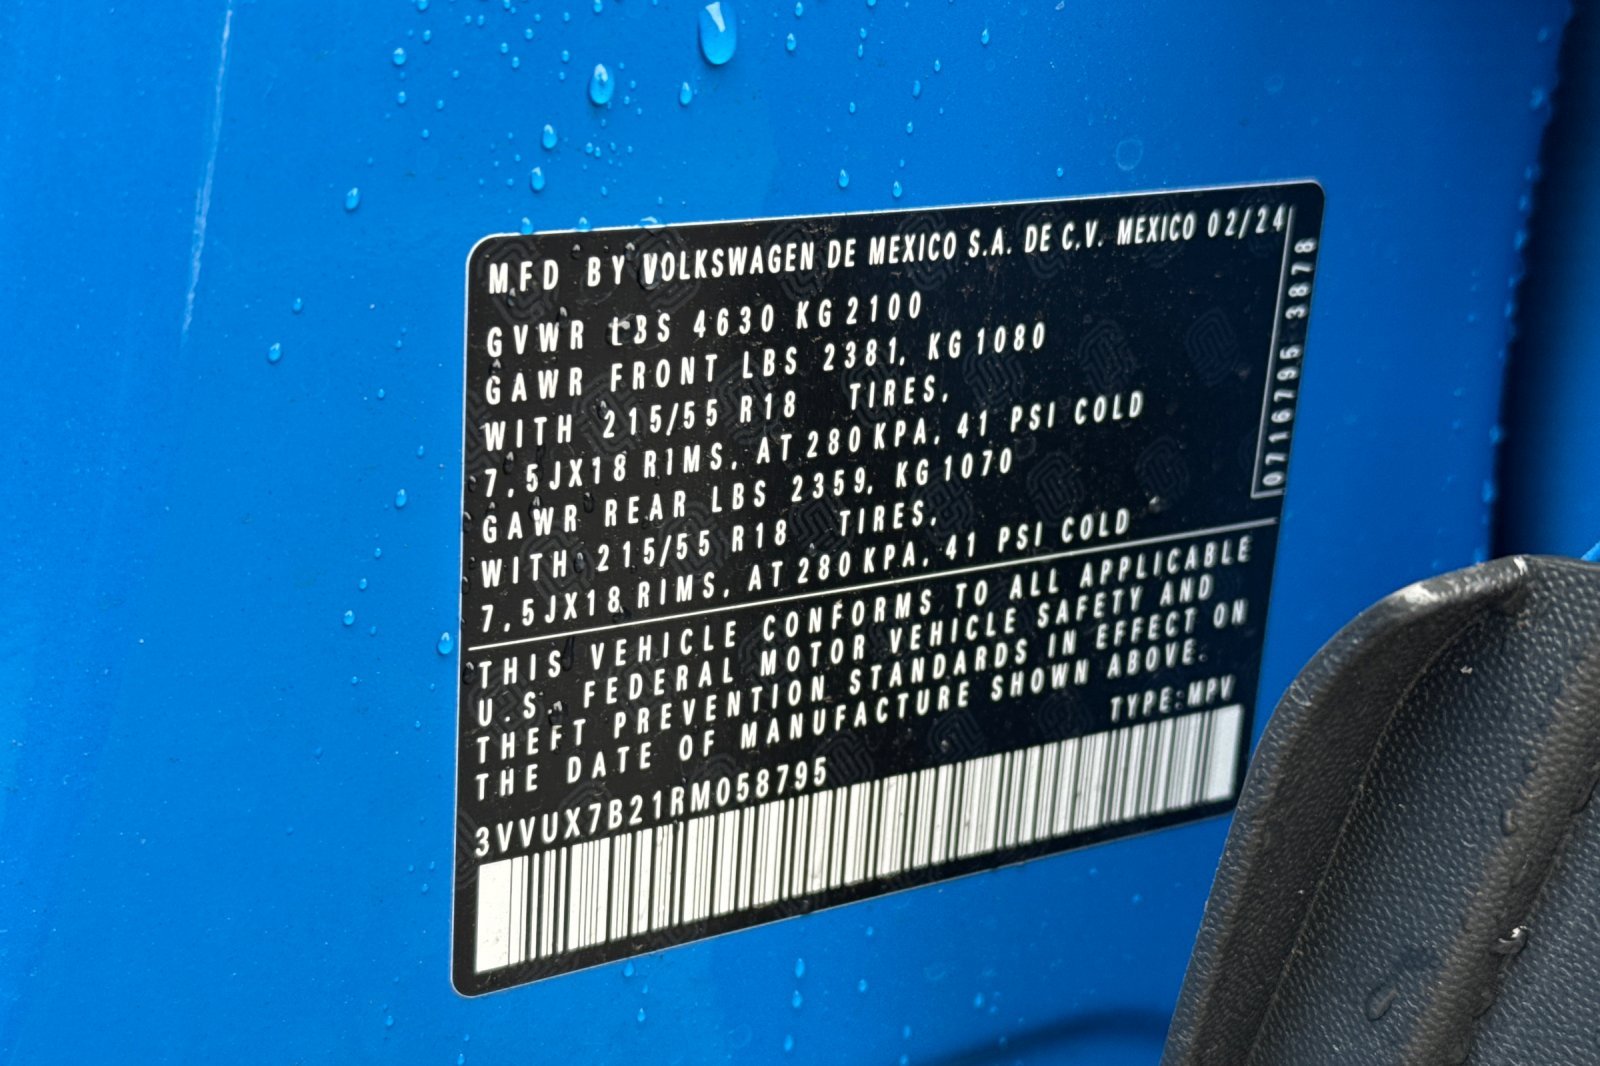 MFD BY VOLKSWAGEN DE MEXICO S.A. DE C.V. MEXICO 02/24
GVWR LBS 4630 KG 2100
GAWR FRONT LBS 2381, KG 1080
WITH 215/55 R18 TIRES,
7,5JX18 RIMS, AT 280 KPA, 41 PSI COLD
GAWR REAR LBS 2359, KG 1070
WITH 215/55 R18 TIRES,
7,5JX18 RIMS, AT 280 KPA, 41 PSI COLD
0716795 3878
THIS VEHICLE CONFORMS TO ALL APPLICABLE
U.S. FEDERAL MOTOR VEHICLE SAFETY AND
THEFT PREVENTION STANDARDS IN EFFECT ON
THE DATE OF MANUFACTURE SHOWN ABOVE.
TYPE:MPV
3VVUX7B21RM058795